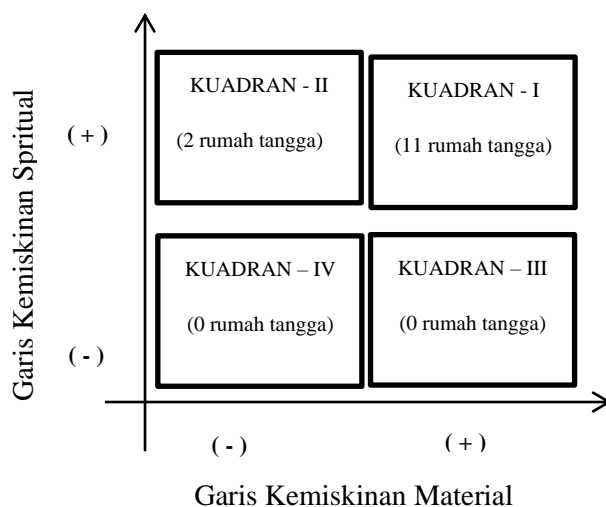 KUADRAN - II
(2 rumah tangga)
KUADRAN - I
(11 rumah tangga)
( + )
Garis Kemiskinan Spritual
KUADRAN – IV
(0 rumah tangga)
KUADRAN – III
(0 rumah tangga)
( - )
( - )
( + )
Garis Kemiskinan Material